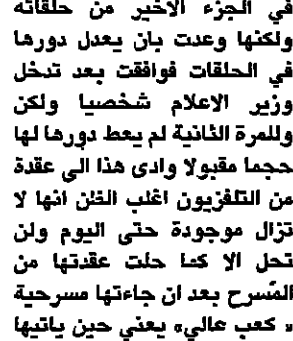 في الجزء الاخير من حلقاته
ولكنها وعدت بان يعدل دورها
في الحلقات فوافقت بعد تدخل
وزير الاعلام شخصيا ولكن
وللمرة الثانية لم يعط دورها لها
حجما مقبولا وادى هذا الى عقدة
من التلفزيون اغلب الظن انها لا
تزال موجودة حتى اليوم ولن
تحل الا كما حلت عقدتها من
المسرح بعد ان جاءتها مسرحية
« كعب عالي» يعني حين ياتيها